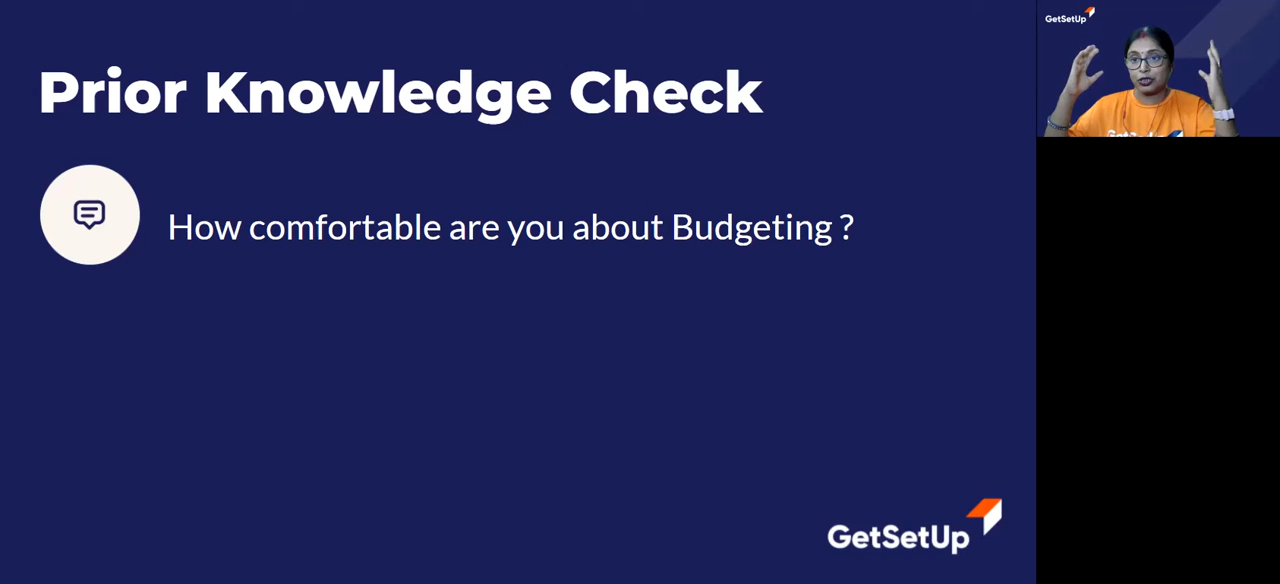 Prior Knowledge Check
How comfortable are you about Budgeting ?
GetSetUp
GetSetUp